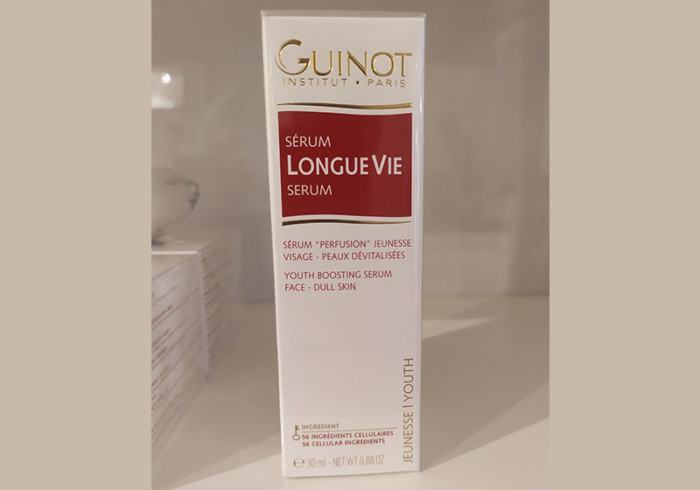 GUINOT
INSTITUT • PARIS
SÉRUM
LONGUE VIE
SERUM
SÉRUM "PERFUSION" JEUNESSE
VISAGE - PEAUX DÉVITALISÉES
YOUTH BOOSTING SERUM
FACE - DULL SKIN
JEUNESSE | YOUTH
INGRÉDIENT
56 INGRÉDIENTS CELLULAIRES
56 CELLULAR INGREDIENTS
℮ 30 ml - NET WT 0.88 OZ